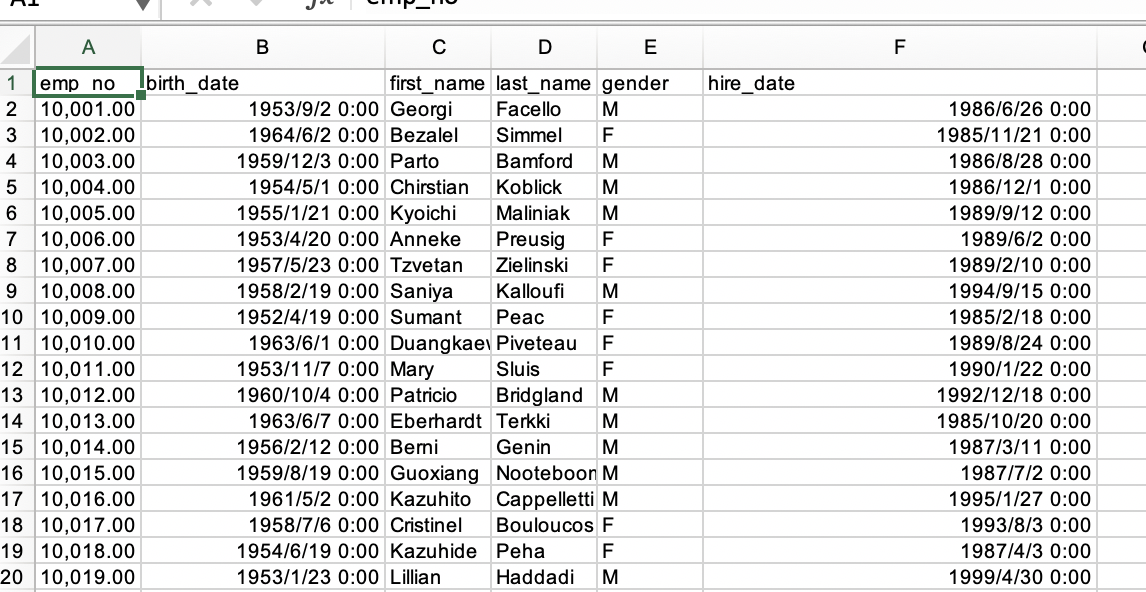 A B C D E F
1 emp_no birth_date first_name last_name gender hire_date
2 10,001.00 1953/9/2 0:00 Georgi Facello M 1986/6/26 0:00
3 10,002.00 1964/6/2 0:00 Bezalel Simmel F 1985/11/21 0:00
4 10,003.00 1959/12/3 0:00 Parto Bamford M 1986/8/28 0:00
5 10,004.00 1954/5/1 0:00 Chirstian Koblick M 1986/12/1 0:00
6 10,005.00 1955/1/21 0:00 Kyoichi Maliniak M 1989/9/12 0:00
7 10,006.00 1953/4/20 0:00 Anneke Preusig F 1989/6/2 0:00
8 10,007.00 1957/5/23 0:00 Tzvetan Zielinski F 1989/2/10 0:00
9 10,008.00 1958/2/19 0:00 Saniya Kalloufi M 1994/9/15 0:00
10 10,009.00 1952/4/19 0:00 Sumant Peac F 1985/2/18 0:00
11 10,010.00 1963/6/1 0:00 Piveteau F 1989/8/24 0:00
12 10,011.00 1953/11/7 0:00 Mary Sluis F 1990/1/22 0:00
13 10,012.00 1960/10/4 0:00 Patricio Bridgland M 1992/12/18 0:00
14 10,013.00 1963/6/7 0:00 Eberhardt Terkki M 1985/10/20 0:00
15 10,014.00 1956/2/12 0:00 Berni Genin M 1987/3/11 0:00
16 10,015.00 1959/8/19 0:00 Guoxiang M 1987/7/2 0:00
17 10,016.00 1961/5/2 0:00 Kazuhito Cappelletti M 1995/1/27 0:00
18 10,017.00 1958/7/6 0:00 Cristinel Bouloucos F 1993/8/3 0:00
19 10,018.00 1954/6/19 0:00 Kazuhide Peha F 1987/4/3 0:00
20 10,019.00 1953/1/23 0:00 Lillian Haddadi M 1999/4/30 0:00